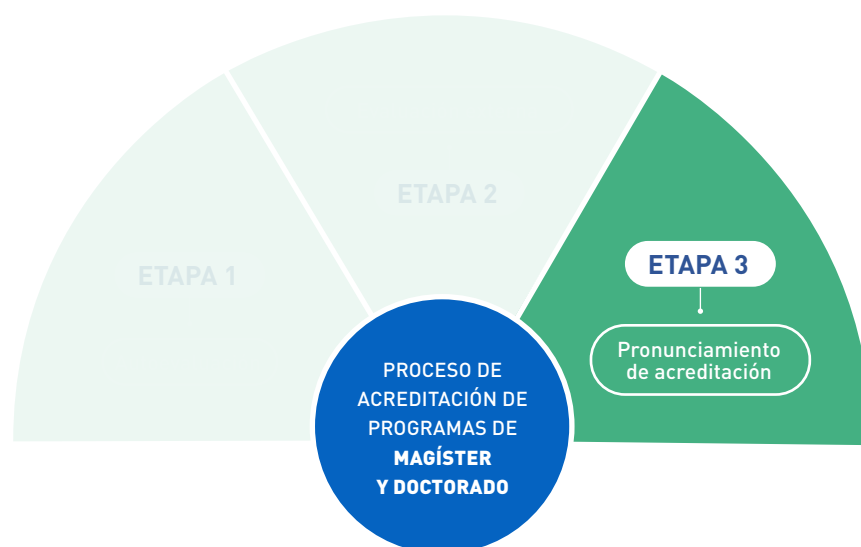 ETAPA 1
ETAPA 2
ETAPA 3
Pronunciamiento
de acreditación
PROCESO DE
ACREDITACIÓN DE
PROGRAMAS DE
MAGÍSTER
Y DOCTORADO